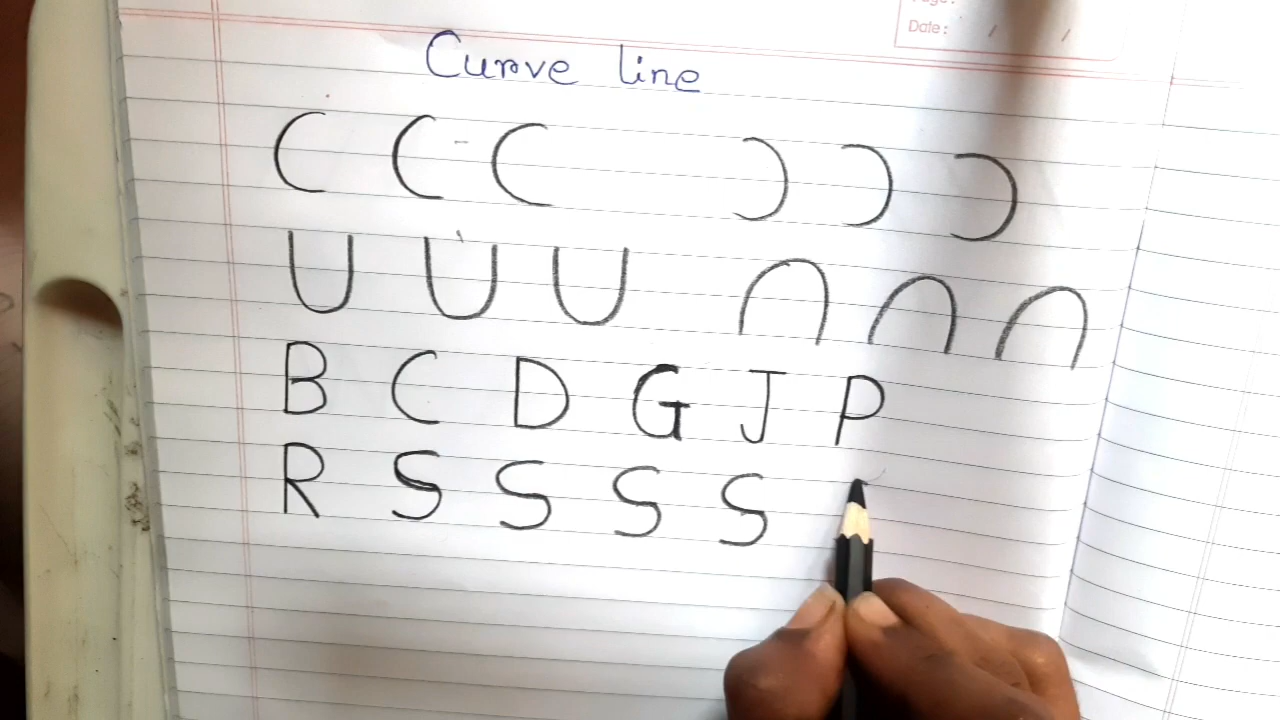 Date: / /
Curve line
( ( ( ) ) )
U U U ∩ ∩ ∩
B C D G J P
R S S S S